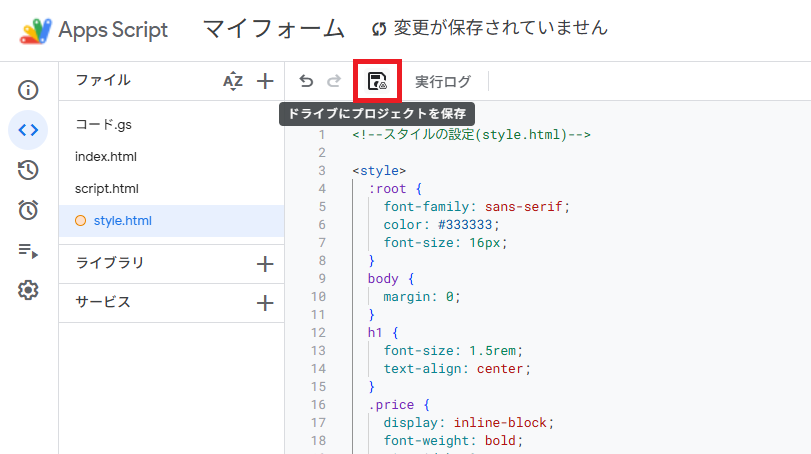 Apps Script マイフォーム 変更が保存されていません
ファイル AZ
実行ログ
ドライブにプロジェクトを保存
コード.gs
index.html
script.html
style.html
ライブラリ
サービス
1 <!--スタイルの設定(style.html)-->
2
3 <style>
4 :root {
5 font-family: sans-serif;
6 color: #333333;
7 font-size: 16px;
8 }
9 body {
10 margin: 0;
11 }
12 h1 {
13 font-size: 1.5rem;
14 text-align: center;
15 }
16 .price {
17 display: inline-block;
18 font-weight: bold;